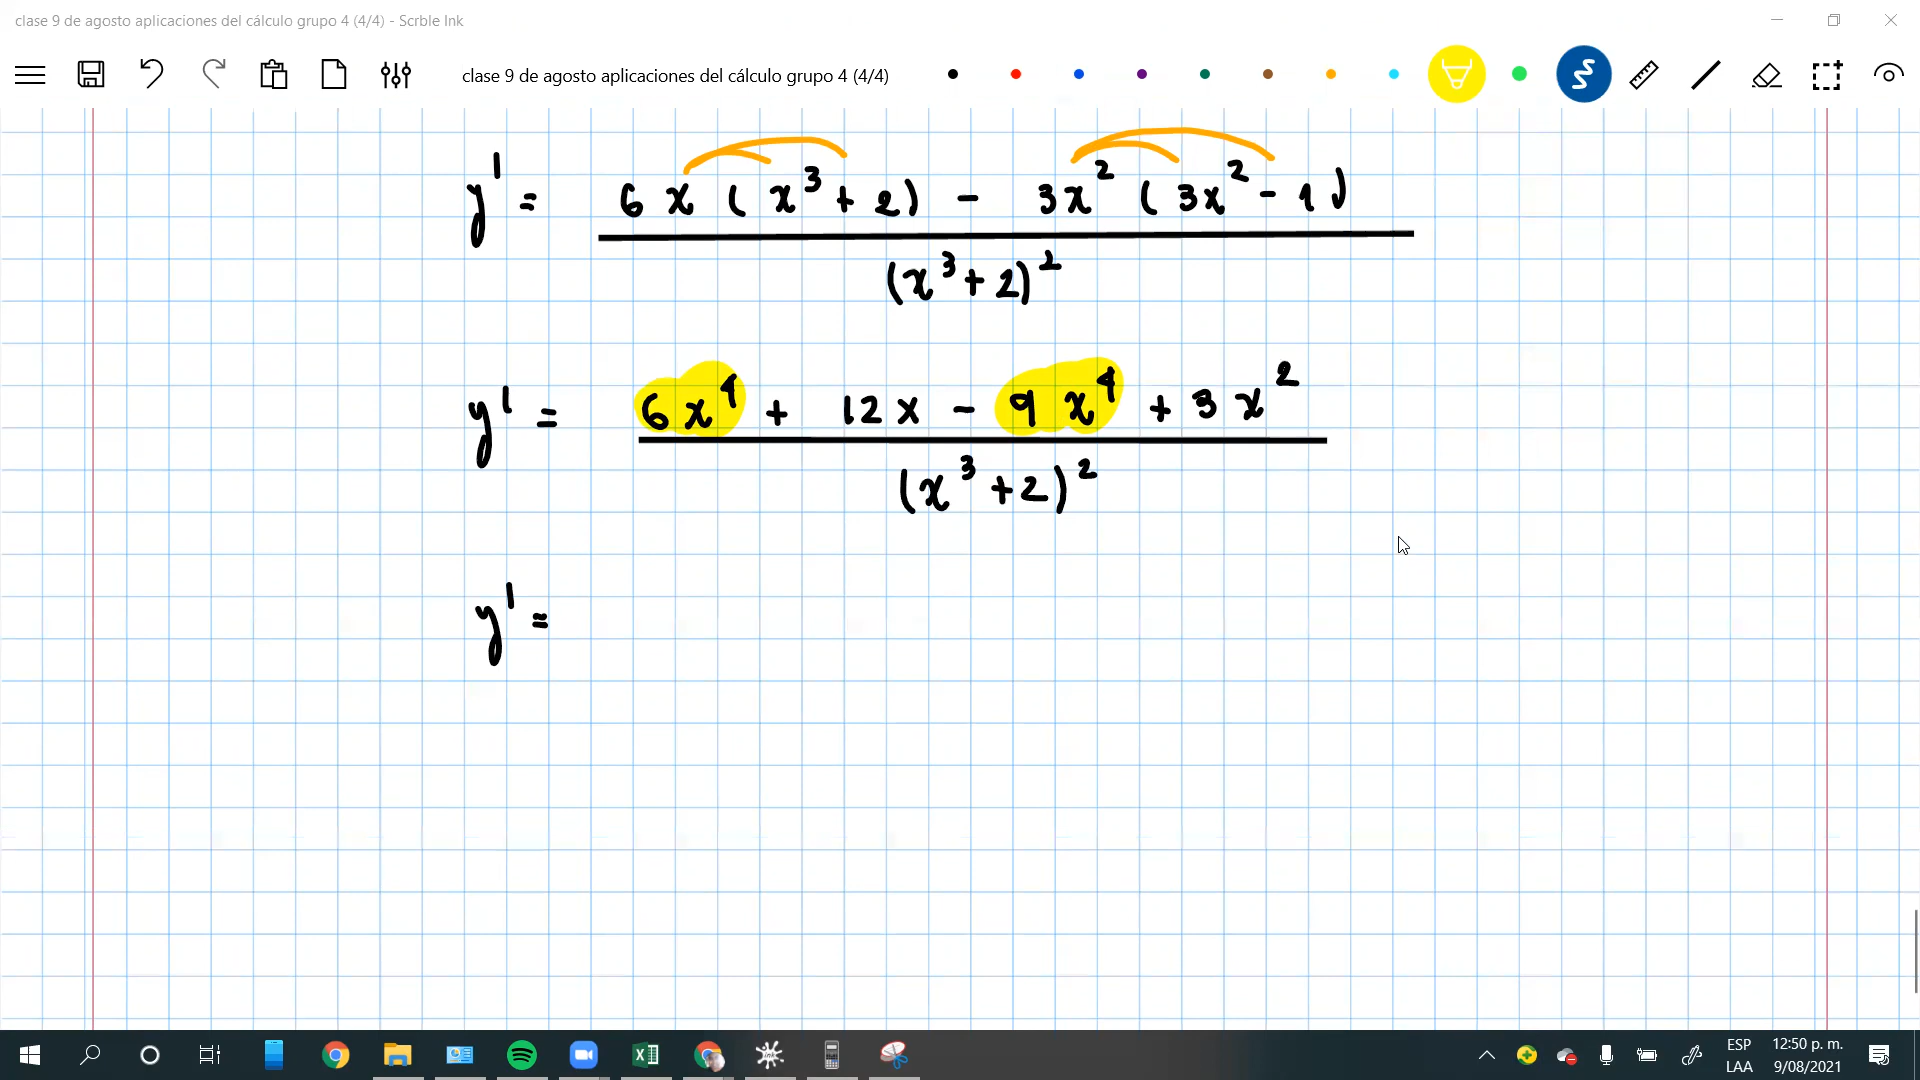 clase 9 de agosto aplicaciones del cálculo grupo 4 (4/4) - Scrble Ink
clase 9 de agosto aplicaciones del cálculo grupo 4 (4/4)
y' = 6x (x³ + 2) - 3x² (3x² - 1)
(x³ + 2)²
y' = 6x⁴ + 12x - 9x⁴ + 3x²
(x³ + 2)²
y' =
ESP
LAA
12:50 p. m.
9/08/2021